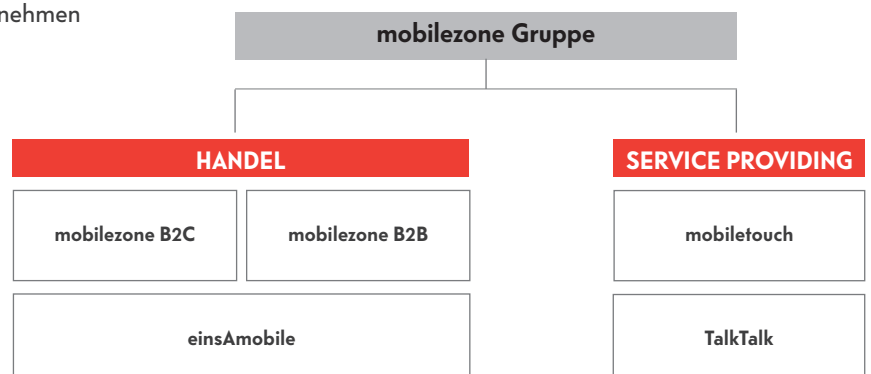 nehmen
mobilezone Gruppe
HANDEL
SERVICE PROVIDING
mobilezone B2C
mobilezone B2B
mobiletouch
einsAmobile
TalkTalk